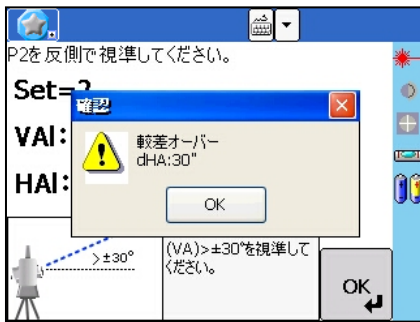 P2を反側で視準してください。
Set=2
確認
VAl:
較差オーバー
dHA:30"
HAl:
OK
>±30°
(VA)>±30°を視準して
ください。
OK